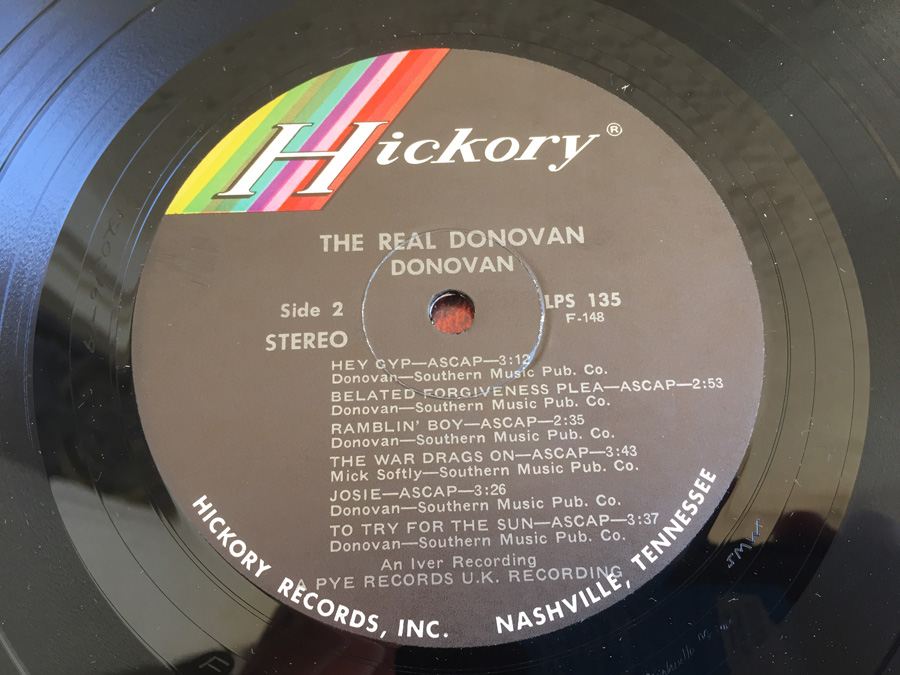 Hickory®
THE REAL DONOVAN
DONOVAN
Side 2
STEREO
LPS 135
F-148
HEY GYP—ASCAP—3:12
Donovan—Southern Music Pub. Co.
BELATED FORGIVENESS PLEA—ASCAP—2:53
Donovan—Southern Music Pub. Co.
RAMBLIN' BOY—ASCAP—2:35
Donovan—Southern Music Pub. Co.
THE WAR DRAGS ON—ASCAP—3:43
Mick Softly—Southern Music Pub. Co.
JOSIE—ASCAP—3:26
Donovan—Southern Music Pub. Co.
TO TRY FOR THE SUN—ASCAP—3:37
Donovan—Southern Music Pub. Co.
An Iver Recording
A PYE RECORDS U.K. RECORDING
HICKORY RECORDS, INC. NASHVILLE, TENNESSEE